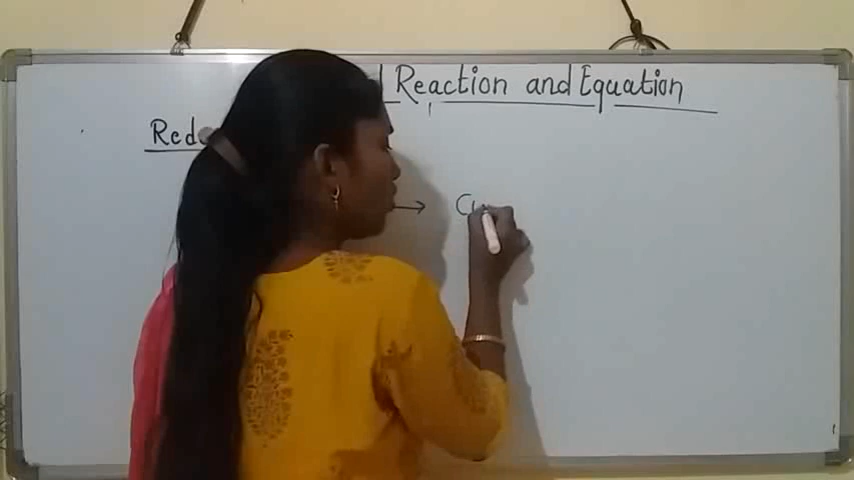 Reaction and Equation
Red
→ Cu